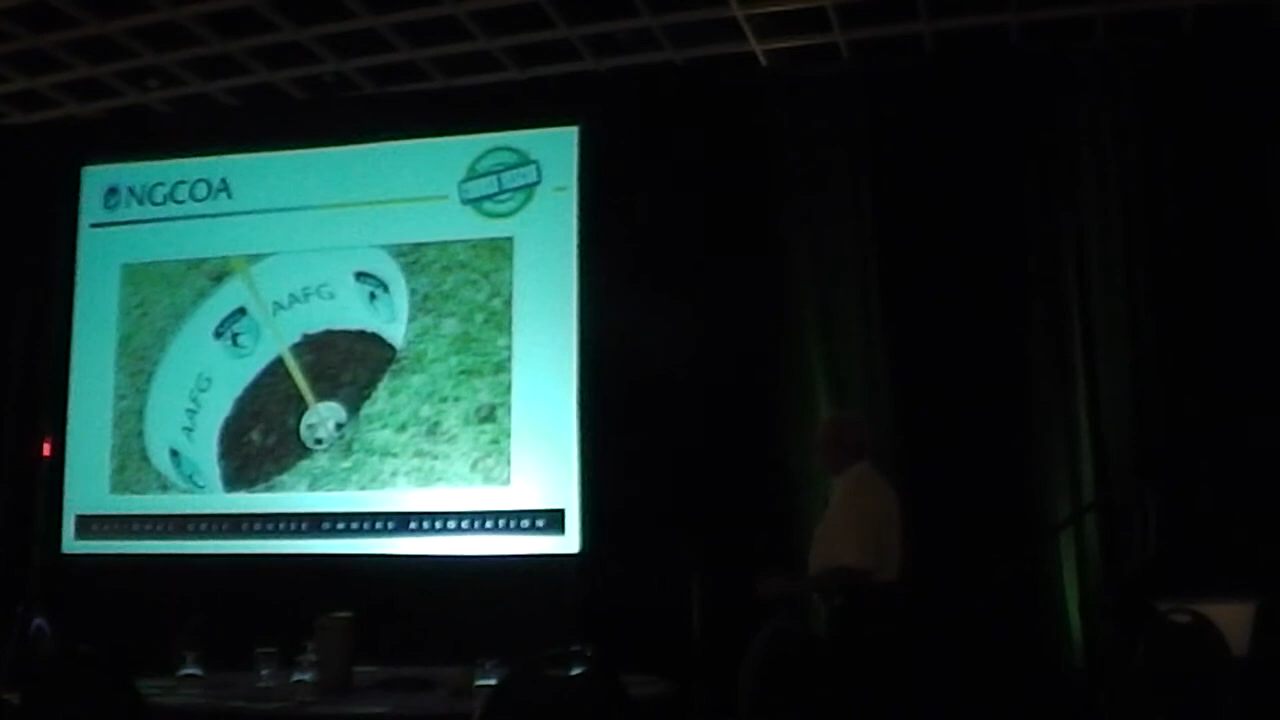 NGCOA
AAFG
AAFG
NATIONAL GOLF COURSE OWNERS ASSOCIATION